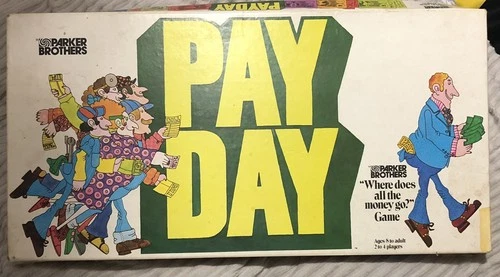 PAYDAY
PARKER
BROTHERS
PAY
DAY
PARKER
BROTHERS
"Where does
all the
money go?"
Game
Ages 8 to adult
2 to 4 players